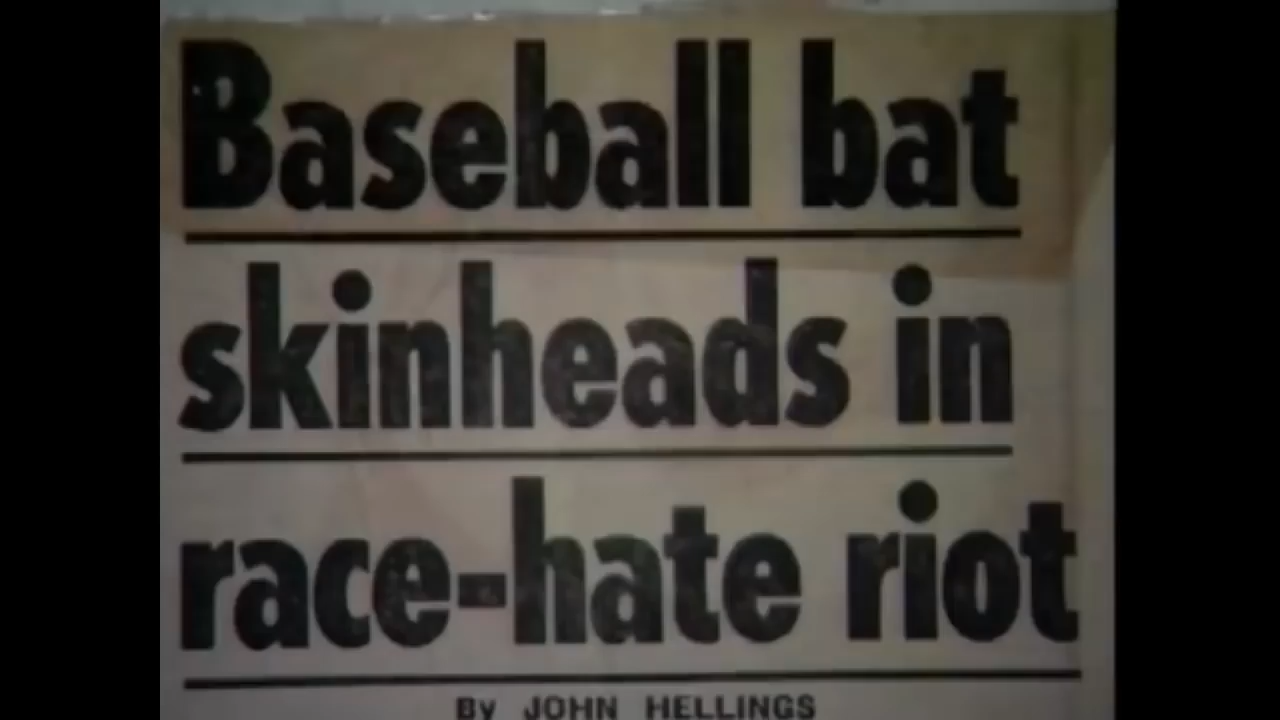 Baseball bat
skinheads in
race-hate riot
By JOHN HELLINGS